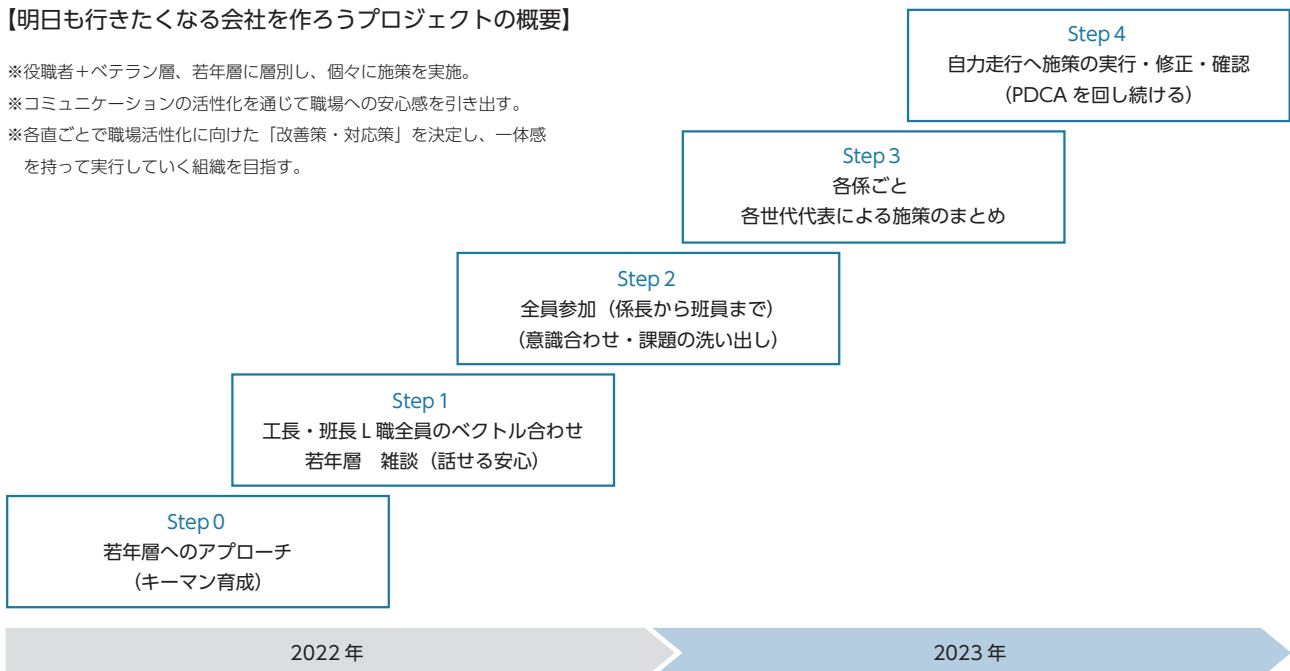 【明日も行きたくなる会社を作ろうプロジェクトの概要】
※役職者+ベテラン層、若年層に層別し、個々に施策を実施。
※コミュニケーションの活性化を通じて職場への安心感を引き出す。
※各直ごとで職場活性化に向けた「改善策・対応策」を決定し、一体感
を持って実行していく組織を目指す。
Step 4
自力走行へ施策の実行・修正・確認
(PDCA を回し続ける)
Step 3
各係ごと
各世代代表による施策のまとめ
Step 2
全員参加(係長から班員まで)
(意識合わせ・課題の洗い出し)
Step 1
工長・班長 L 職全員のベクトル合わせ
若年層 雑談(話せる安心)
Step 0
若年層へのアプローチ
(キーマン育成)
2022 年
2023 年